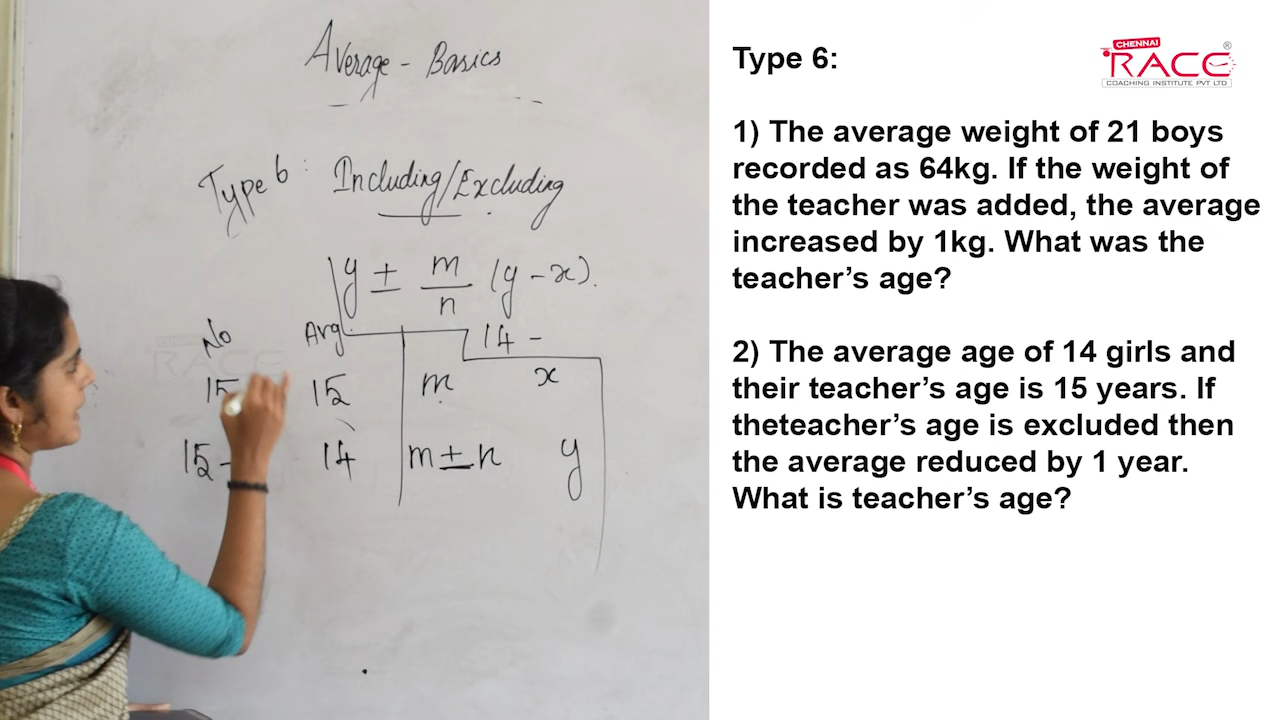 Average - Basics
Type 6 : Including/Excluding
y ± m/n (y - x).
No Avg. 14 -
15 15 m x
15 - 14 m ± n y
RACE
Type 6:
CHENNAI
RACE®
COACHING INSTITUTE PVT LTD
1) The average weight of 21 boys
recorded as 64kg. If the weight of
the teacher was added, the average
increased by 1kg. What was the
teacher’s age?
2) The average age of 14 girls and
their teacher’s age is 15 years. If
theteacher’s age is excluded then
the average reduced by 1 year.
What is teacher’s age?